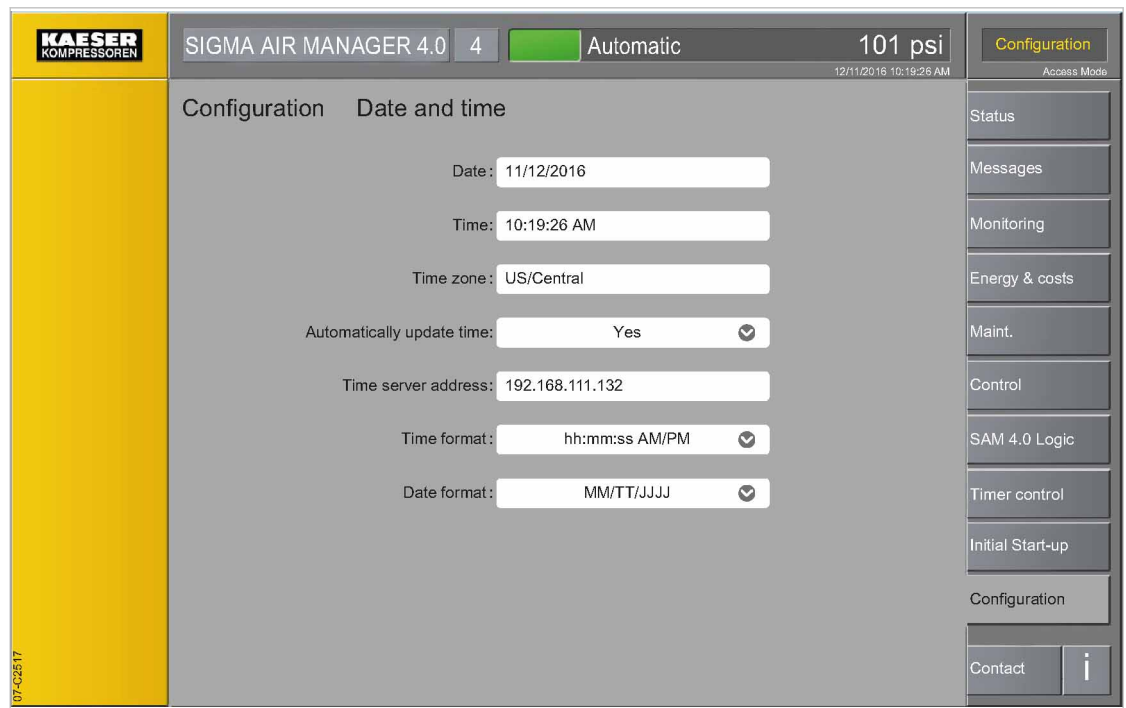 KAESER
KOMPRESSOREN
SIGMA AIR MANAGER 4.0 4 Automatic 101 psi
12/11/2016 10:19:26 AM
Configuration
Access Mode
Configuration Date and time
Date: 11/12/2016
Time: 10:19:26 AM
Time zone: US/Central
Automatically update time: Yes
Time server address: 192.168.111.132
Time format: hh:mm:ss AM/PM
Date format: MM/TT/JJJJ
Status
Messages
Monitoring
Energy & costs
Maint.
Control
SAM 4.0 Logic
Timer control
Initial Start-up
Configuration
Contact i
07-C2517